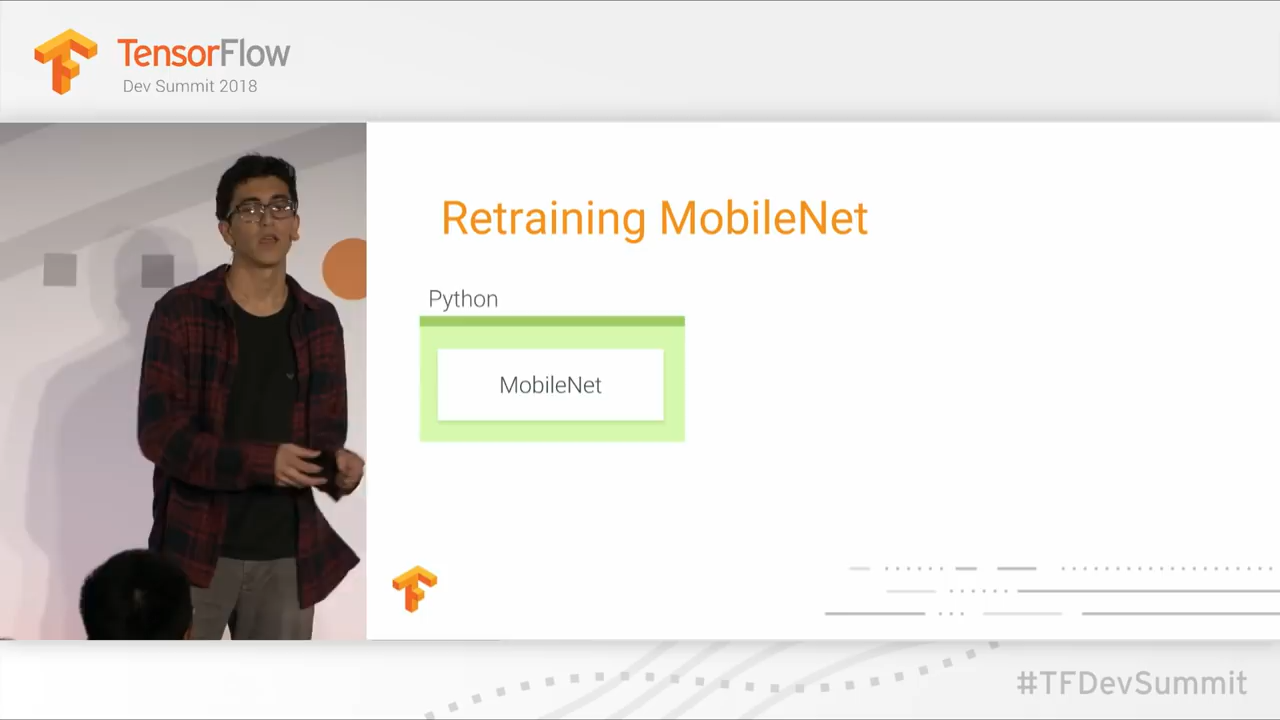 TensorFlow
Dev Summit 2018
Retraining MobileNet
Python
MobileNet
#TFDevSummit